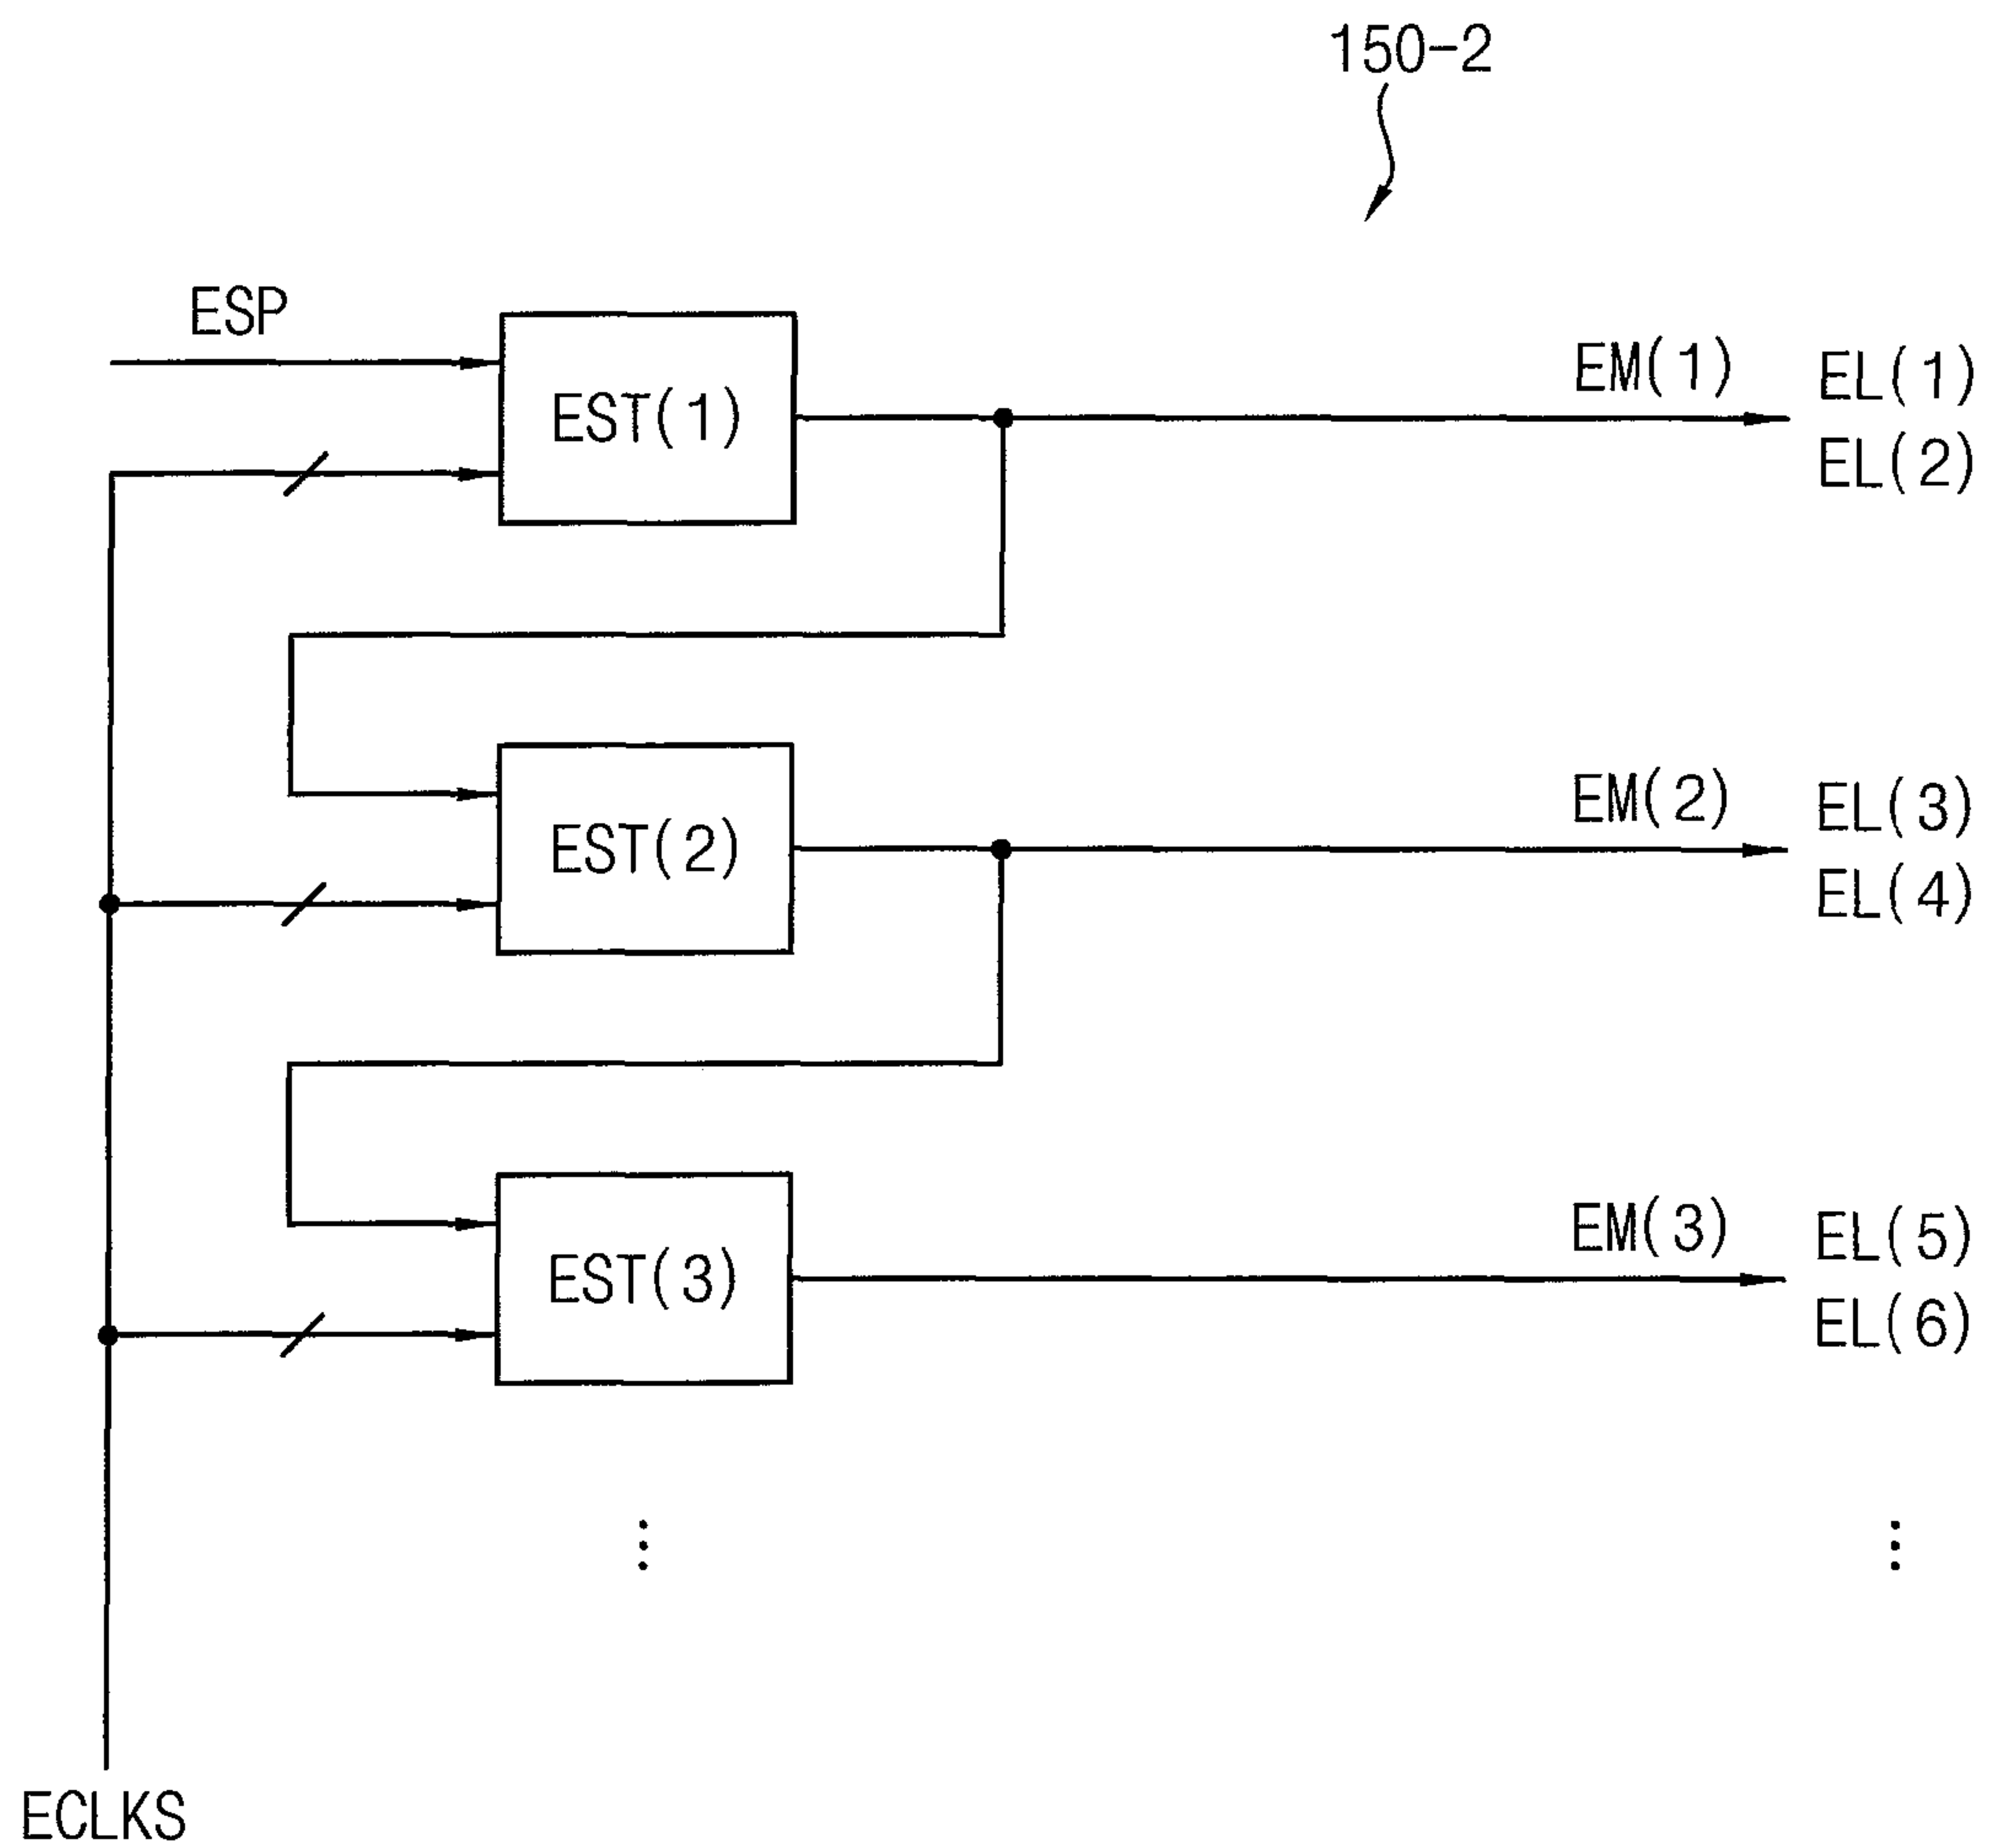 150-2
ESP
EST(1)
EM(1)
EL(1)
EL(2)
EST(2)
EM(2)
EL(3)
EL(4)
EST(3)
EM(3)
EL(5)
EL(6)
ECLKS